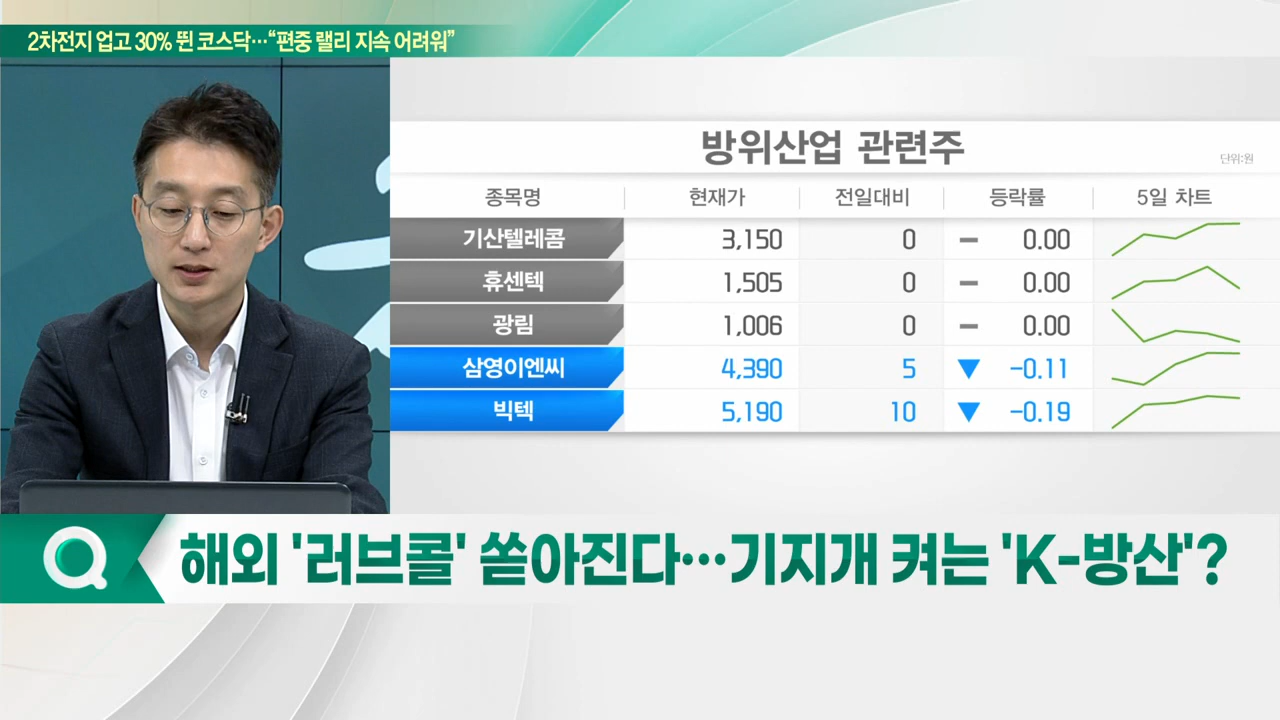 2차전지 업고 30% 뛴 코스닥…“편중 랠리 지속 어려워”
방위산업 관련주
단위:원
종목명 현재가 전일대비 등락률 5일 차트
기산텔레콤 3,150 0 - 0.00
휴센텍 1,505 0 - 0.00
광림 1,006 0 - 0.00
삼영이엔씨 4,390 5 ▼ -0.11
빅텍 5,190 10 ▼ -0.19
Q 해외 '러브콜' 쏟아진다…기지개 켜는 'K-방산'?